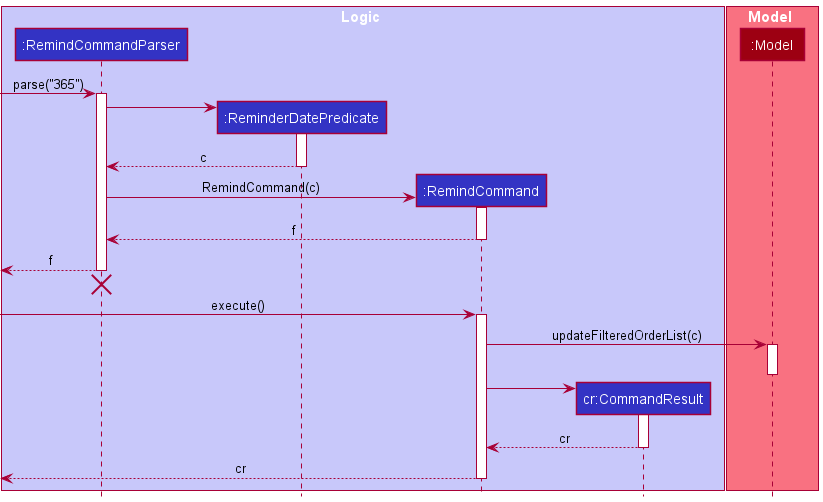 Logic
Model
:RemindCommandParser
:Model
parse("365")
:ReminderDatePredicate
c
RemindCommand(c)
:RemindCommand
f
f
execute()
updateFilteredOrderList(c)
cr:CommandResult
cr
cr